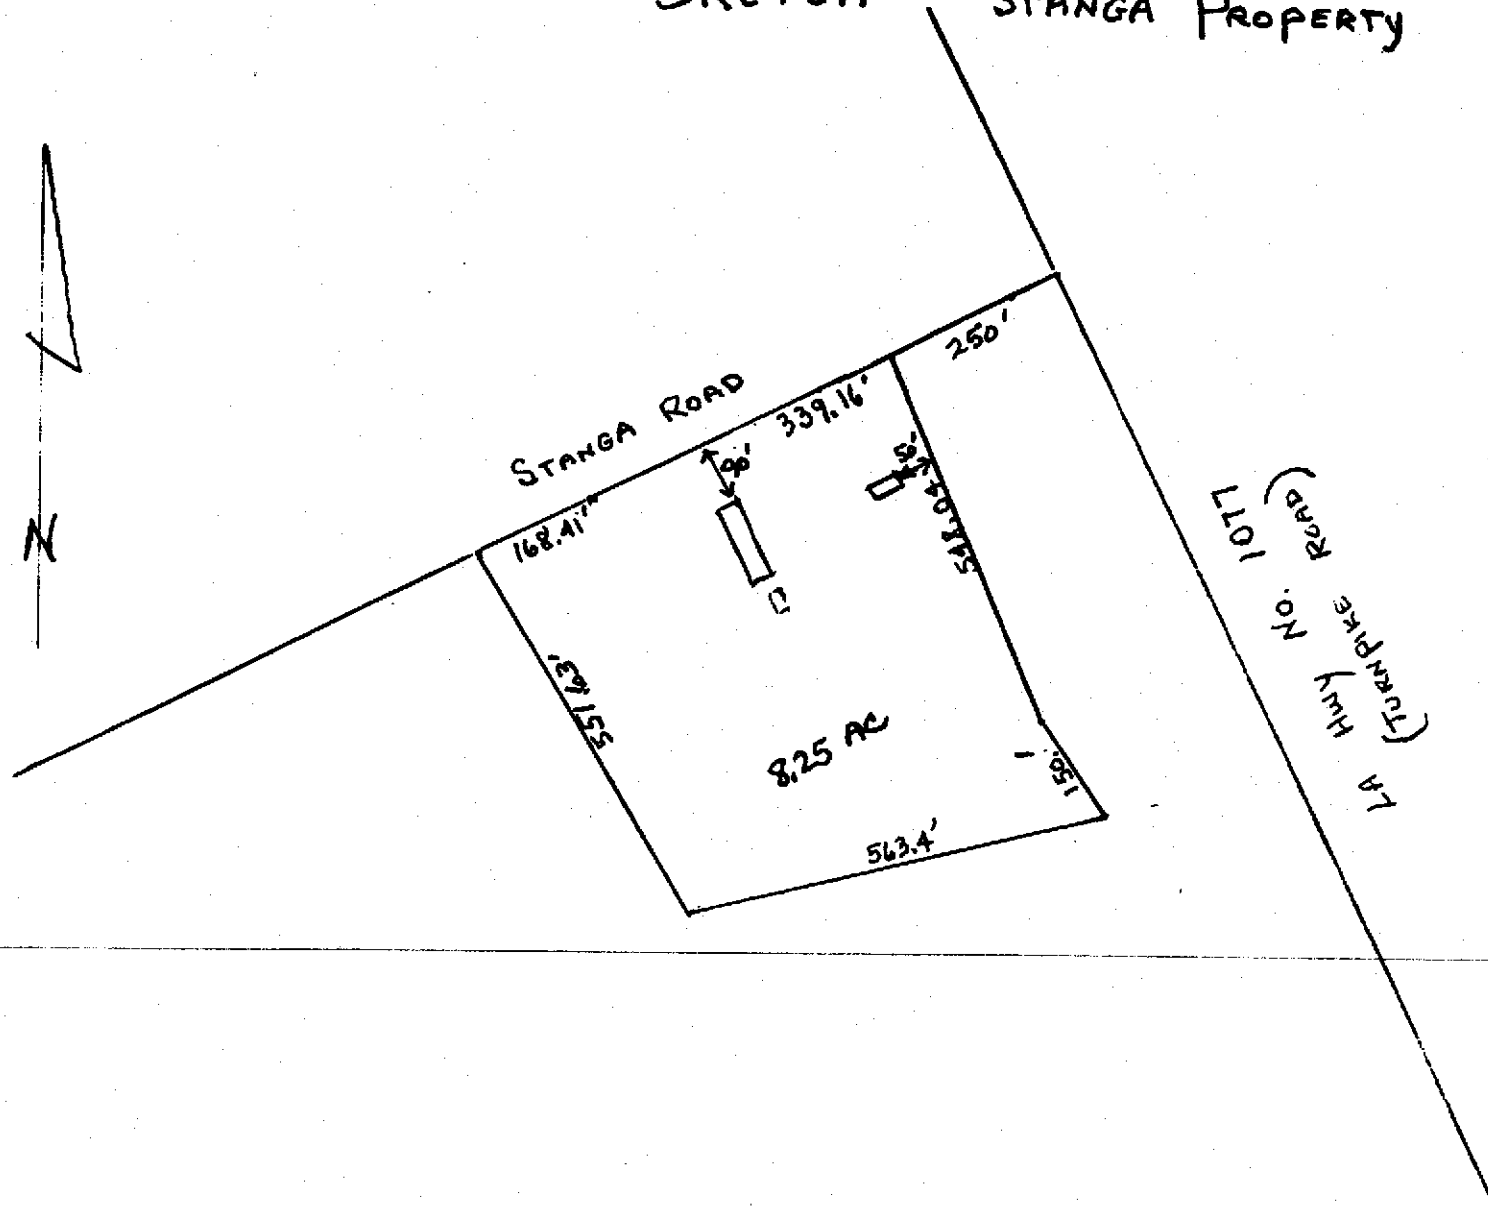 STANGA PROPERTY
N
STANGA ROAD
250'
339.16'
168.41'
90'
548.04
551.63'
8.25 AC
150.'
563.4'
LA HWY NO. 1077
(TURNPIKE ROAD)